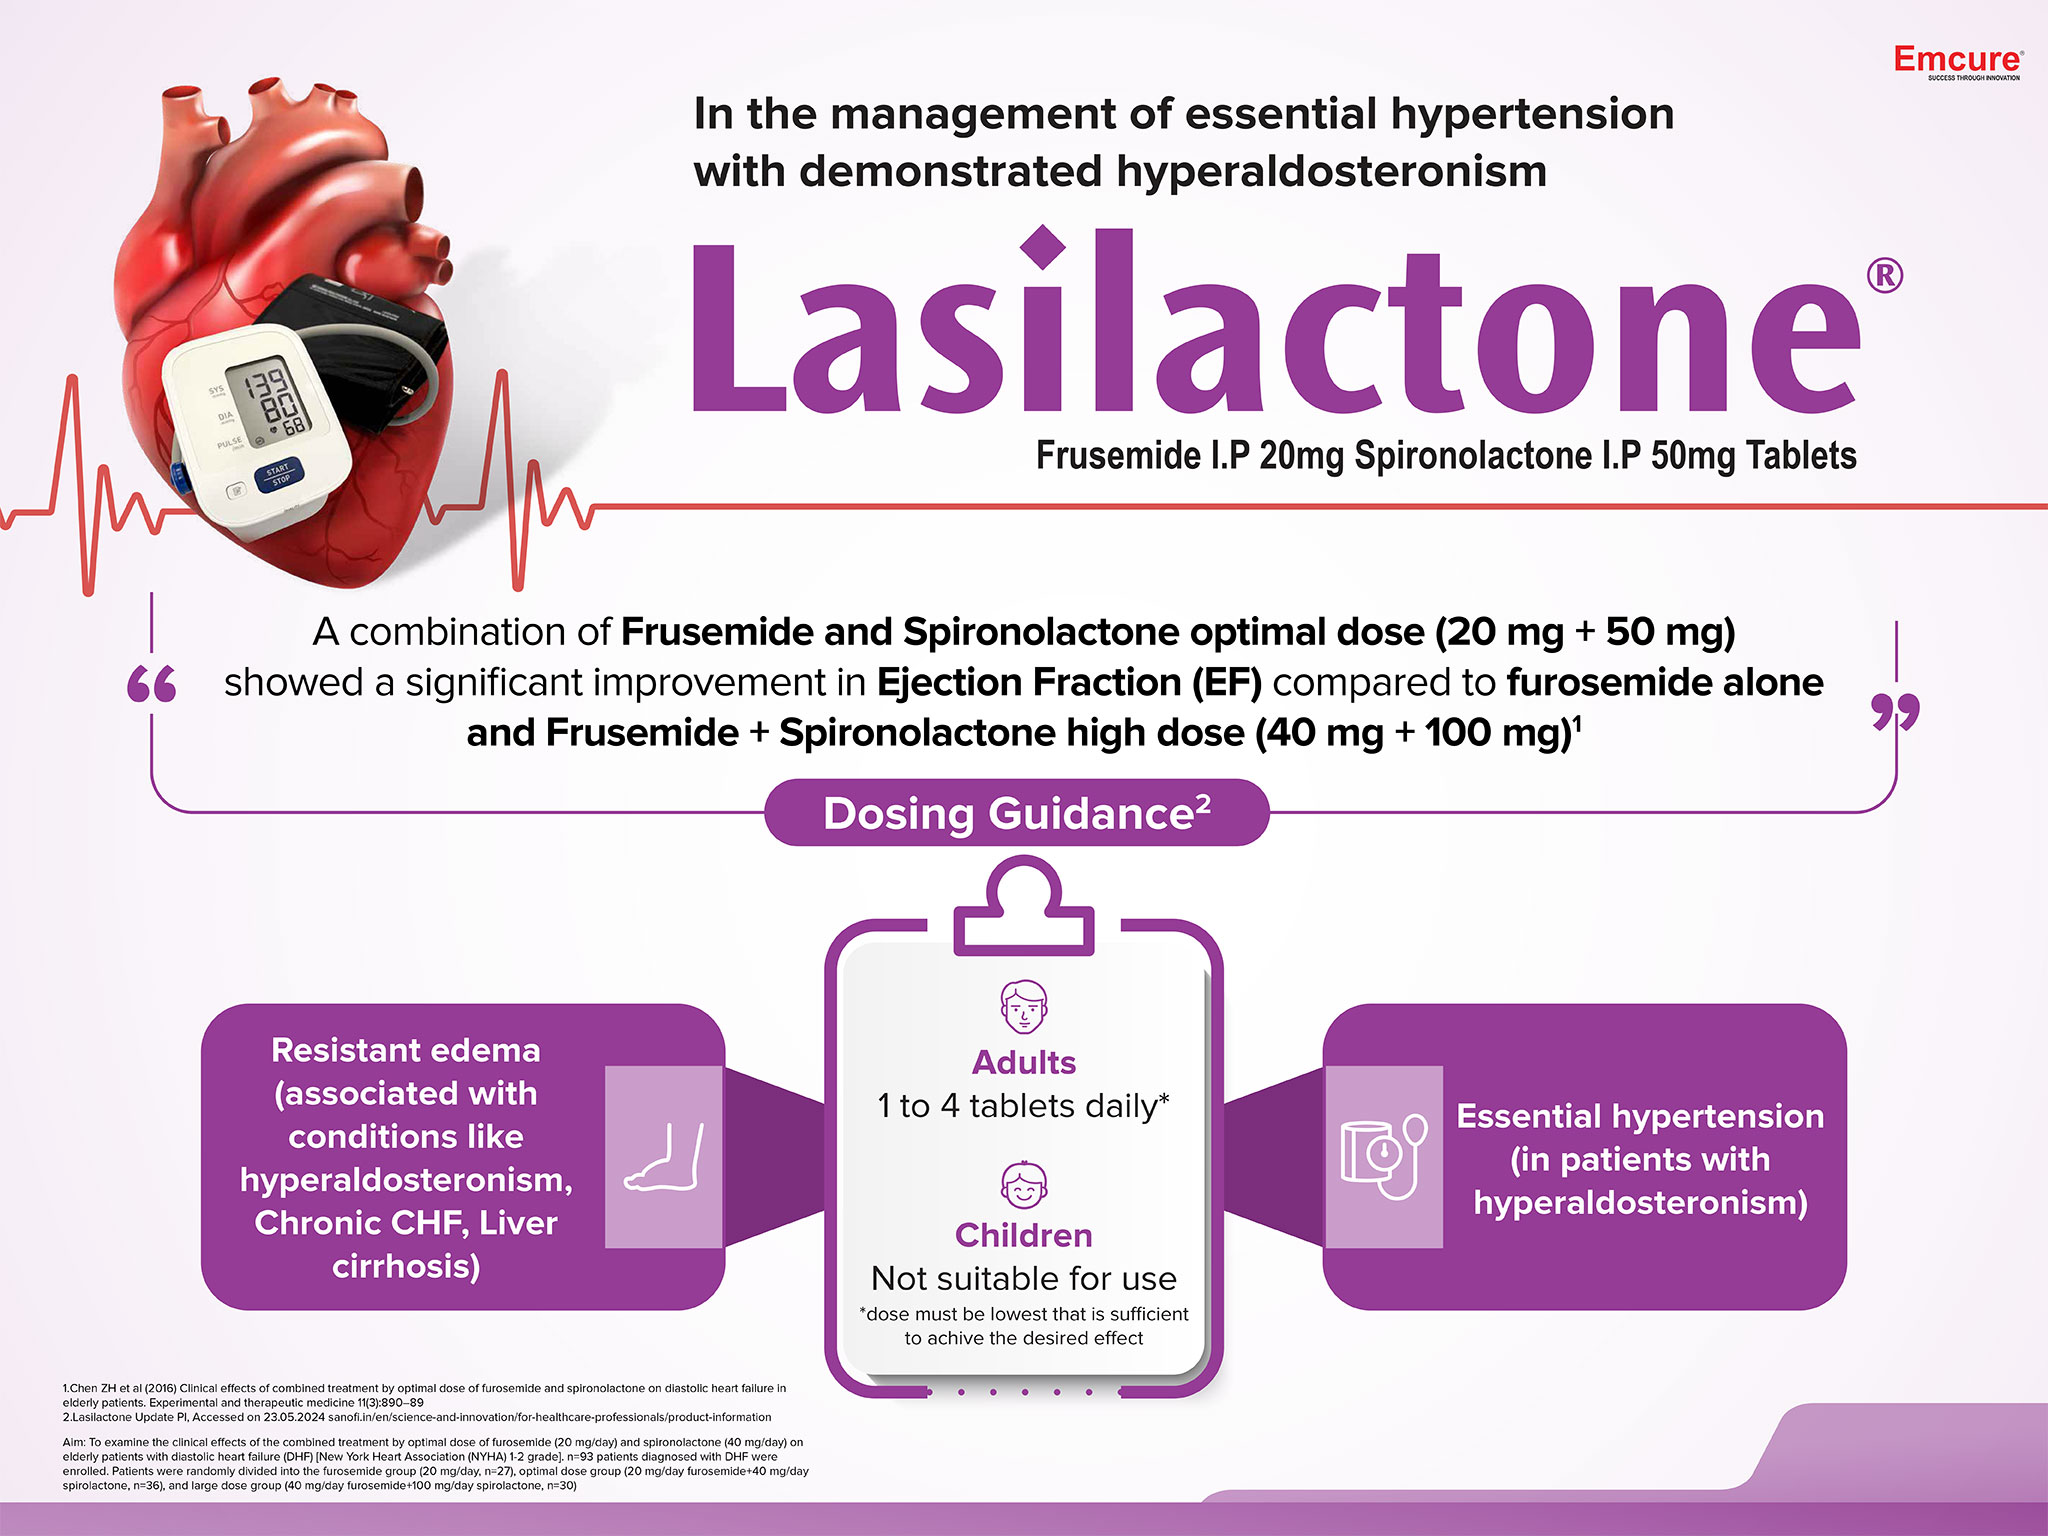 Emcure®
SUCCESS THROUGH INNOVATION
In the management of essential hypertension
with demonstrated hyperaldosteronism
Lasilactone®
Frusemide I.P 20mg Spironolactone I.P 50mg Tablets
SYS
139
DIA
80
PULSE
68
START
STOP
A combination of Frusemide and Spironolactone optimal dose (20 mg + 50 mg)
“ showed a significant improvement in Ejection Fraction (EF) compared to furosemide alone
and Frusemide + Spironolactone high dose (40 mg + 100 mg)¹ ”
Dosing Guidance²
Resistant edema
(associated with
conditions like
hyperaldosteronism,
Chronic CHF, Liver
cirrhosis)
Adults
1 to 4 tablets daily*
Children
Not suitable for use
*dose must be lowest that is sufficient
to achive the desired effect
Essential hypertension
(in patients with
hyperaldosteronism)
1.Chen ZH et al (2016) Clinical effects of combined treatment by optimal dose of furosemide and spironolactone on diastolic heart failure in
elderly patients. Experimental and therapeutic medicine 11(3):890–89
2.Lasilactone Update PI, Accessed on 23.05.2024 sanofi.in/en/science-and-innovation/for-healthcare-professionals/product-information
Aim: To examine the clinical effects of the combined treatment by optimal dose of furosemide (20 mg/day) and spironolactone (40 mg/day) on
elderly patients with diastolic heart failure (DHF) [New York Heart Association (NYHA) 1-2 grade]. n=93 patients diagnosed with DHF were
enrolled. Patients were randomly divided into the furosemide group (20 mg/day, n=27), optimal dose group (20 mg/day furosemide+40 mg/day
spirolactone, n=36), and large dose group (40 mg/day furosemide+100 mg/day spirolactone, n=30)